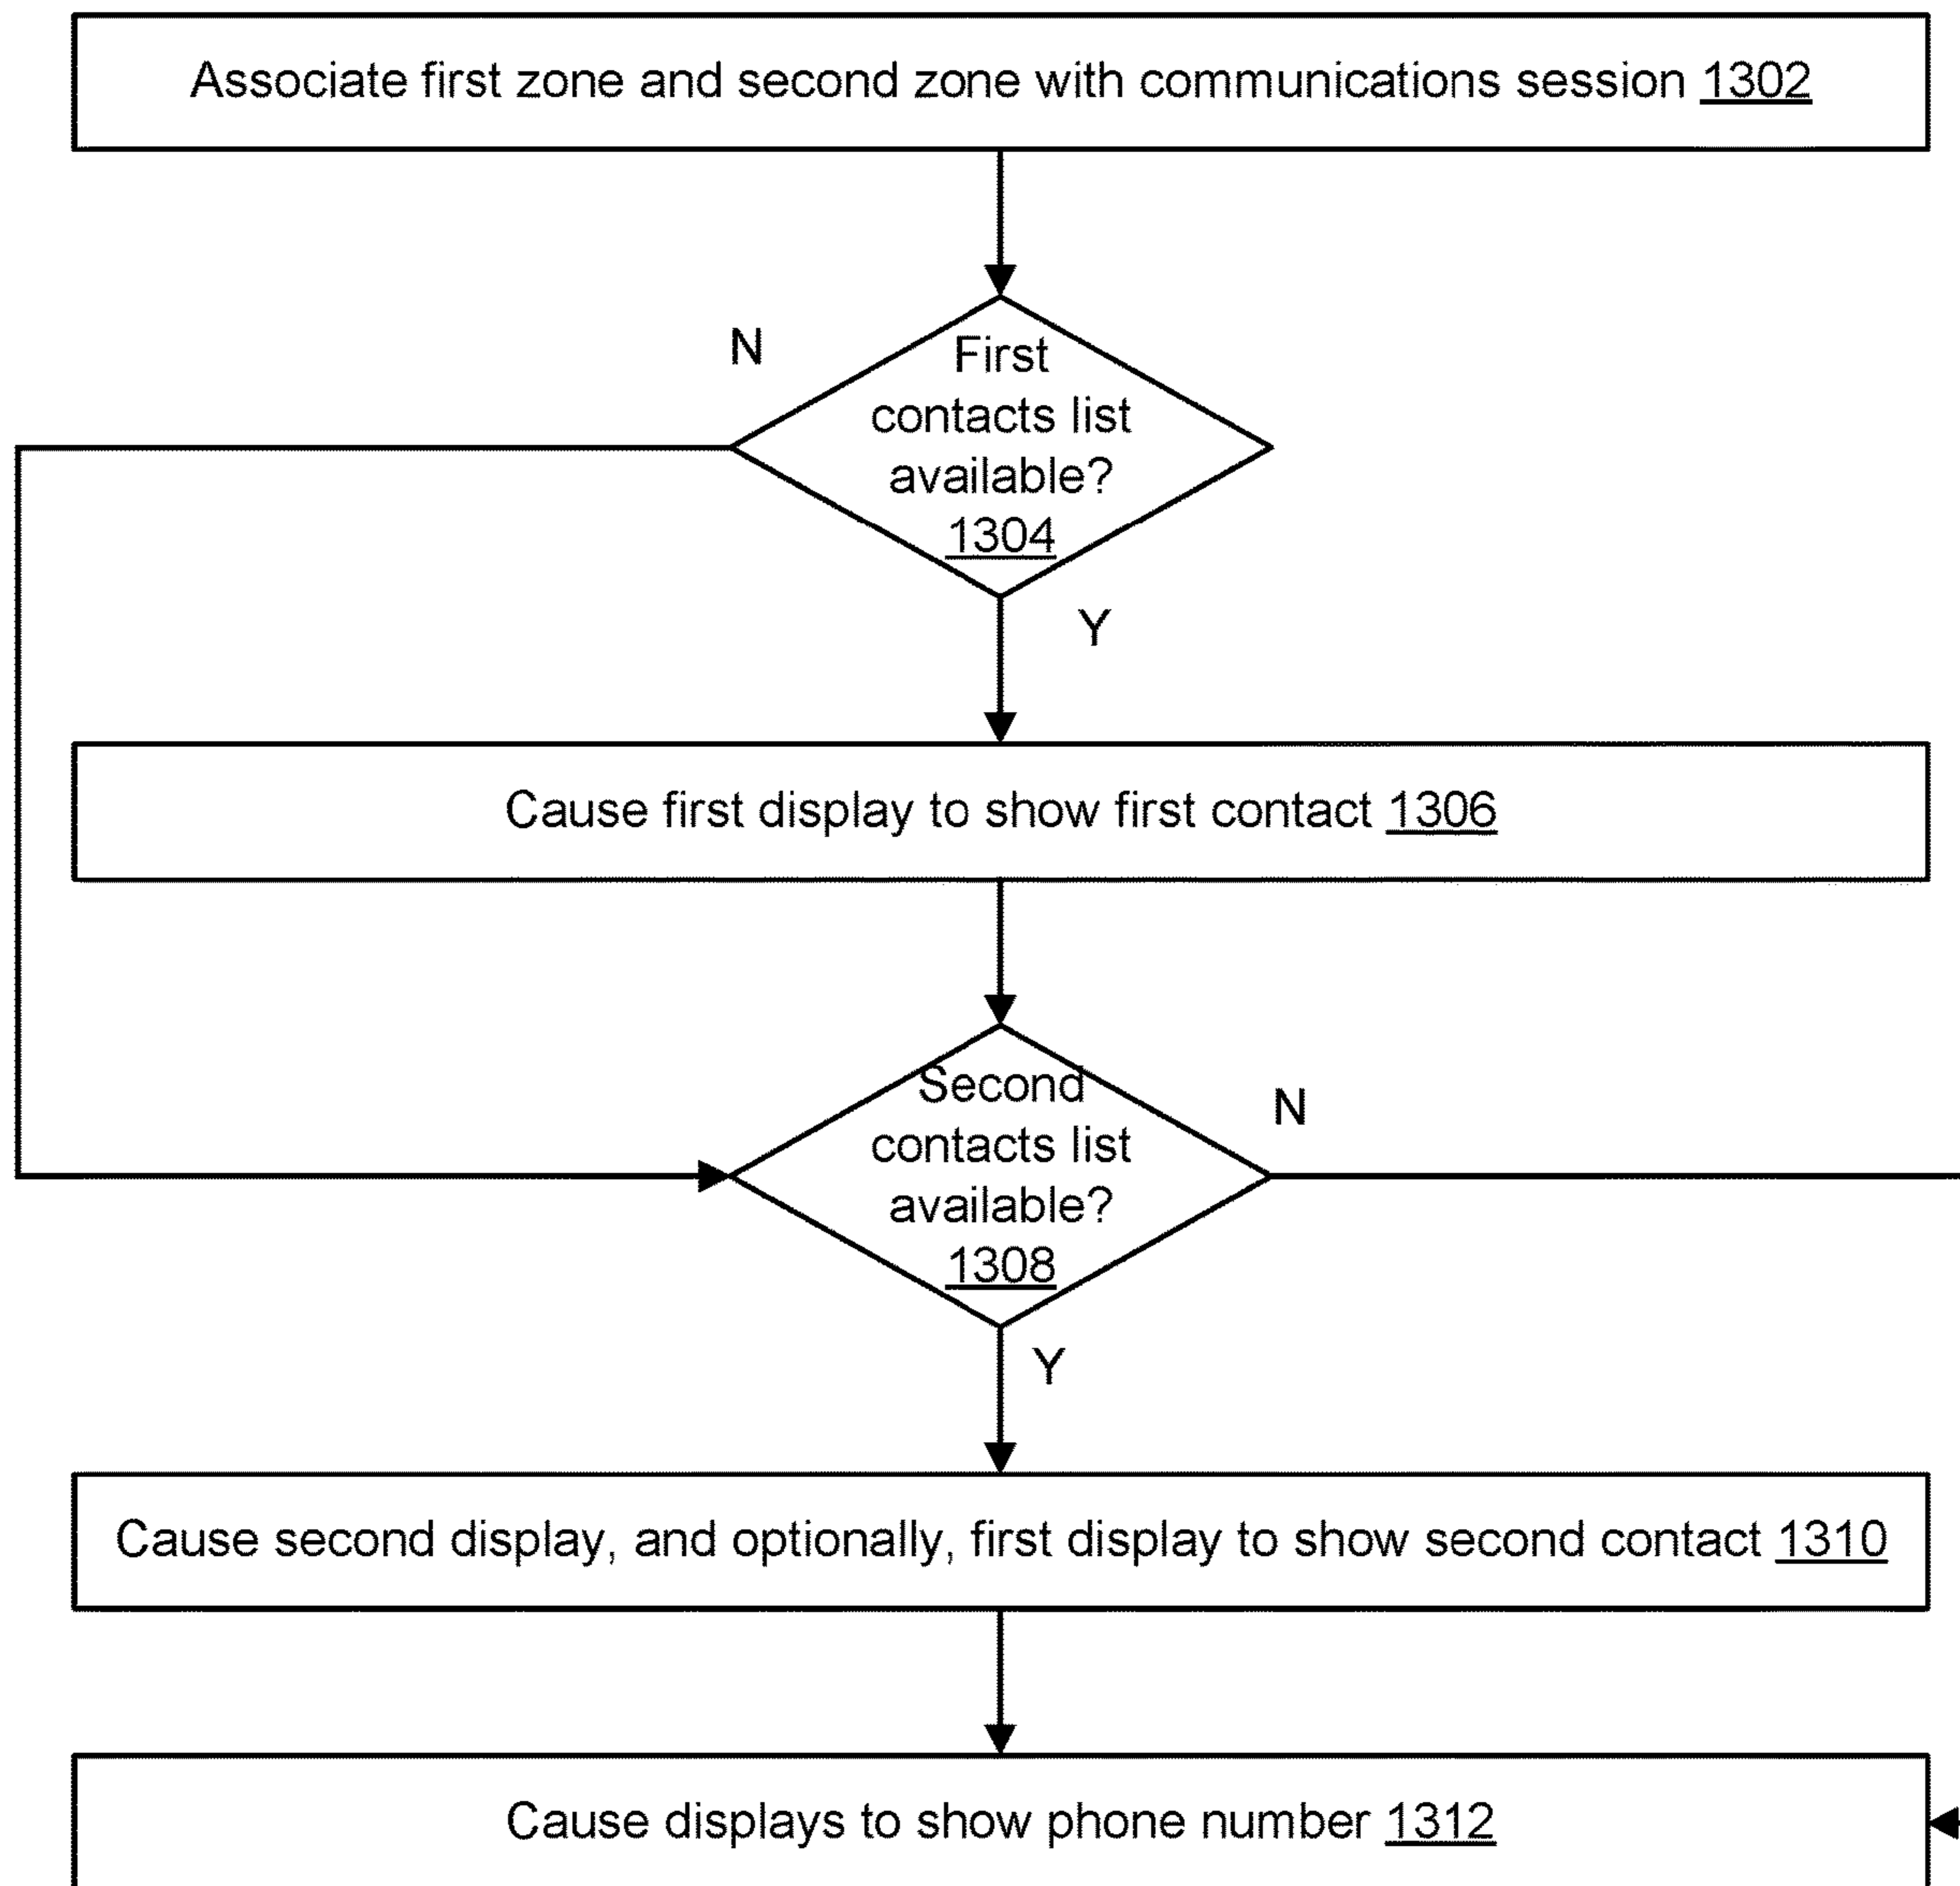 Associate first zone and second zone with communications session 1302
N
First
contacts list
available?
1304
Y
Cause first display to show first contact 1306
Second
contacts list
available?
1308
N
Y
Cause second display, and optionally, first display to show second contact 1310
Cause displays to show phone number 1312